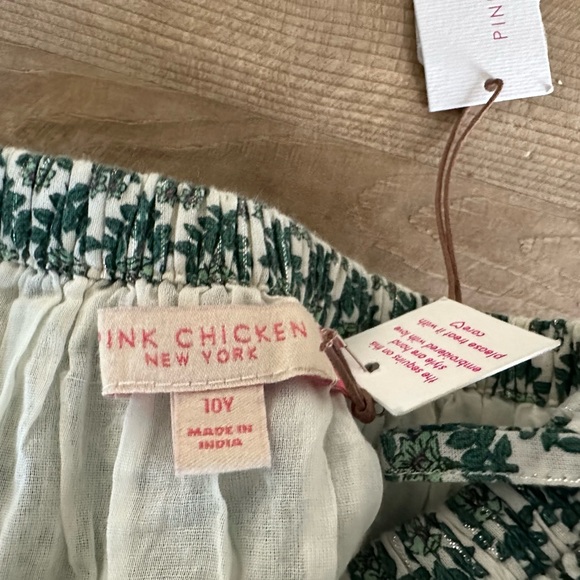 PIN
PINK CHICKEN
NEW YORK
10Y
MADE IN
INDIA
the sequins on this
style are hand
embroidered with love
please treat it with
care